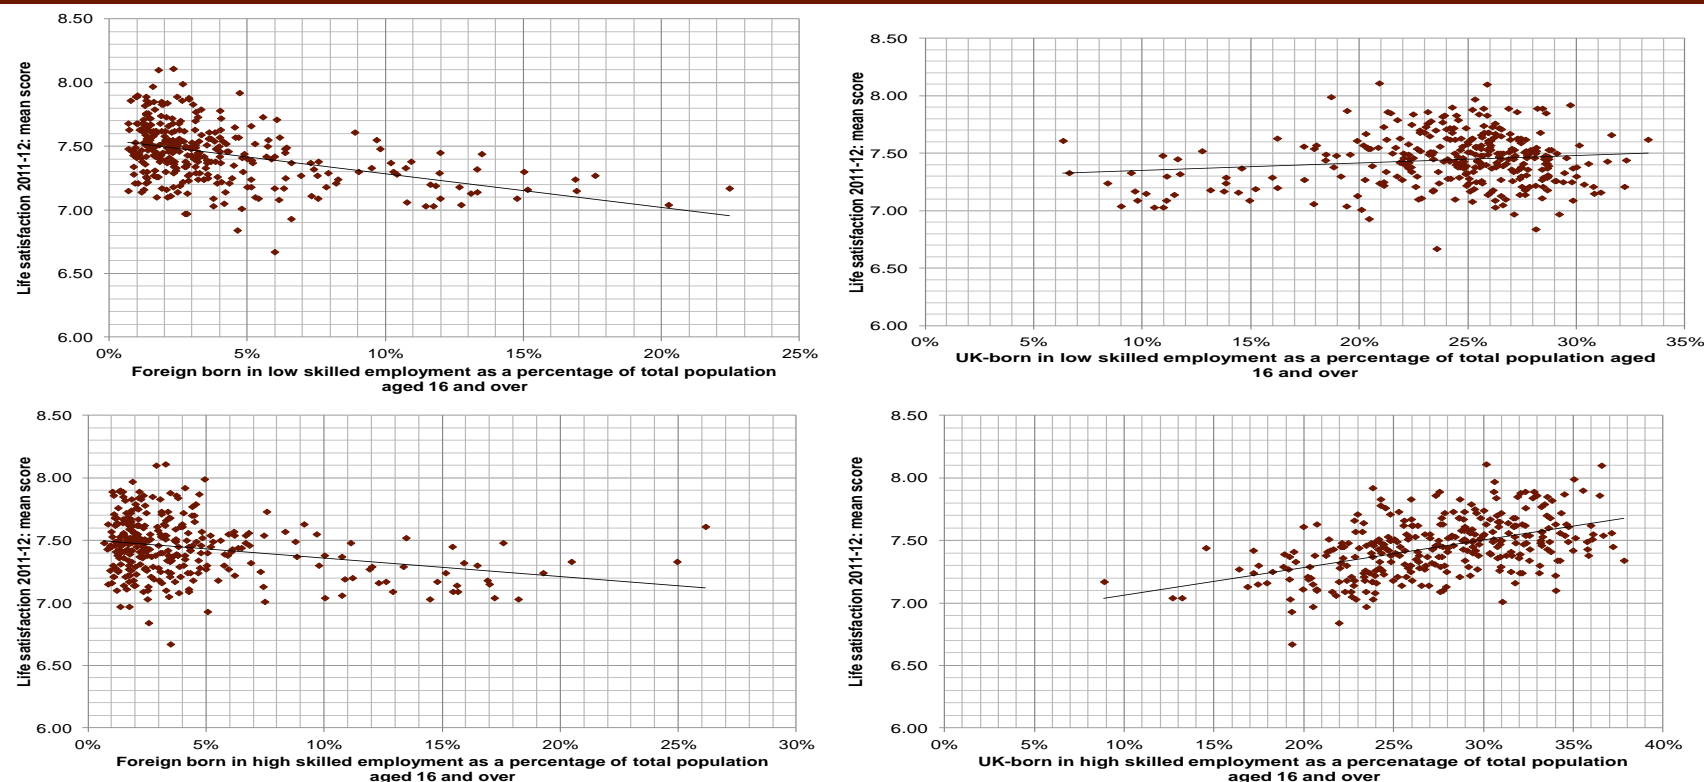 8.50
8.00
7.50
7.00
6.50
6.00
Life satisfaction 2011-12: mean score
0% 5% 10% 15% 20% 25%
Foreign born in low skilled employment as a percentage of total population
aged 16 and over
8.50
8.00
7.50
7.00
6.50
6.00
Life satisfaction 2011-12: mean score
0% 5% 10% 15% 20% 25% 30% 35%
UK-born in low skilled employment as a percentage of total population aged
16 and over
8.50
8.00
7.50
7.00
6.50
6.00
Life satisfaction 2011-12: mean score
0% 5% 10% 15% 20% 25% 30%
Foreign born in high skilled employment as a percentage of total population
aged 16 and over
8.50
8.00
7.50
7.00
6.50
6.00
Life satisfaction 2011-12: mean score
0% 5% 10% 15% 20% 25% 30% 35% 40%
UK-born in high skilled employment as a percenatage of total population
aged 16 and over